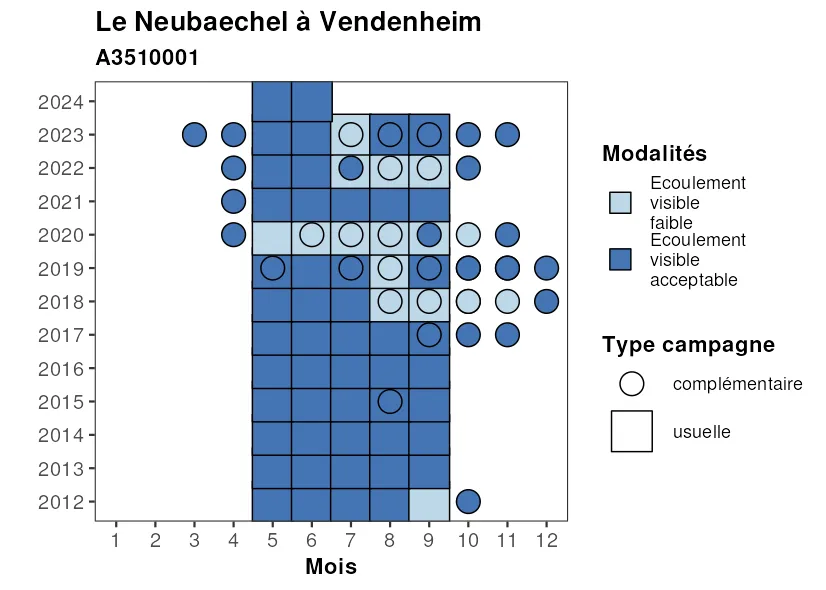 Le Neubaechel à Vendenheim
A3510001
2024
2023
2022
2021
2020
2019
2018
2017
2016
2015
2014
2013
2012
1 2 3 4 5 6 7 8 9 10 11 12
Mois
Modalités
Ecoulement
visible
faible
Ecoulement
visible
acceptable
Type campagne
complémentaire
usuelle